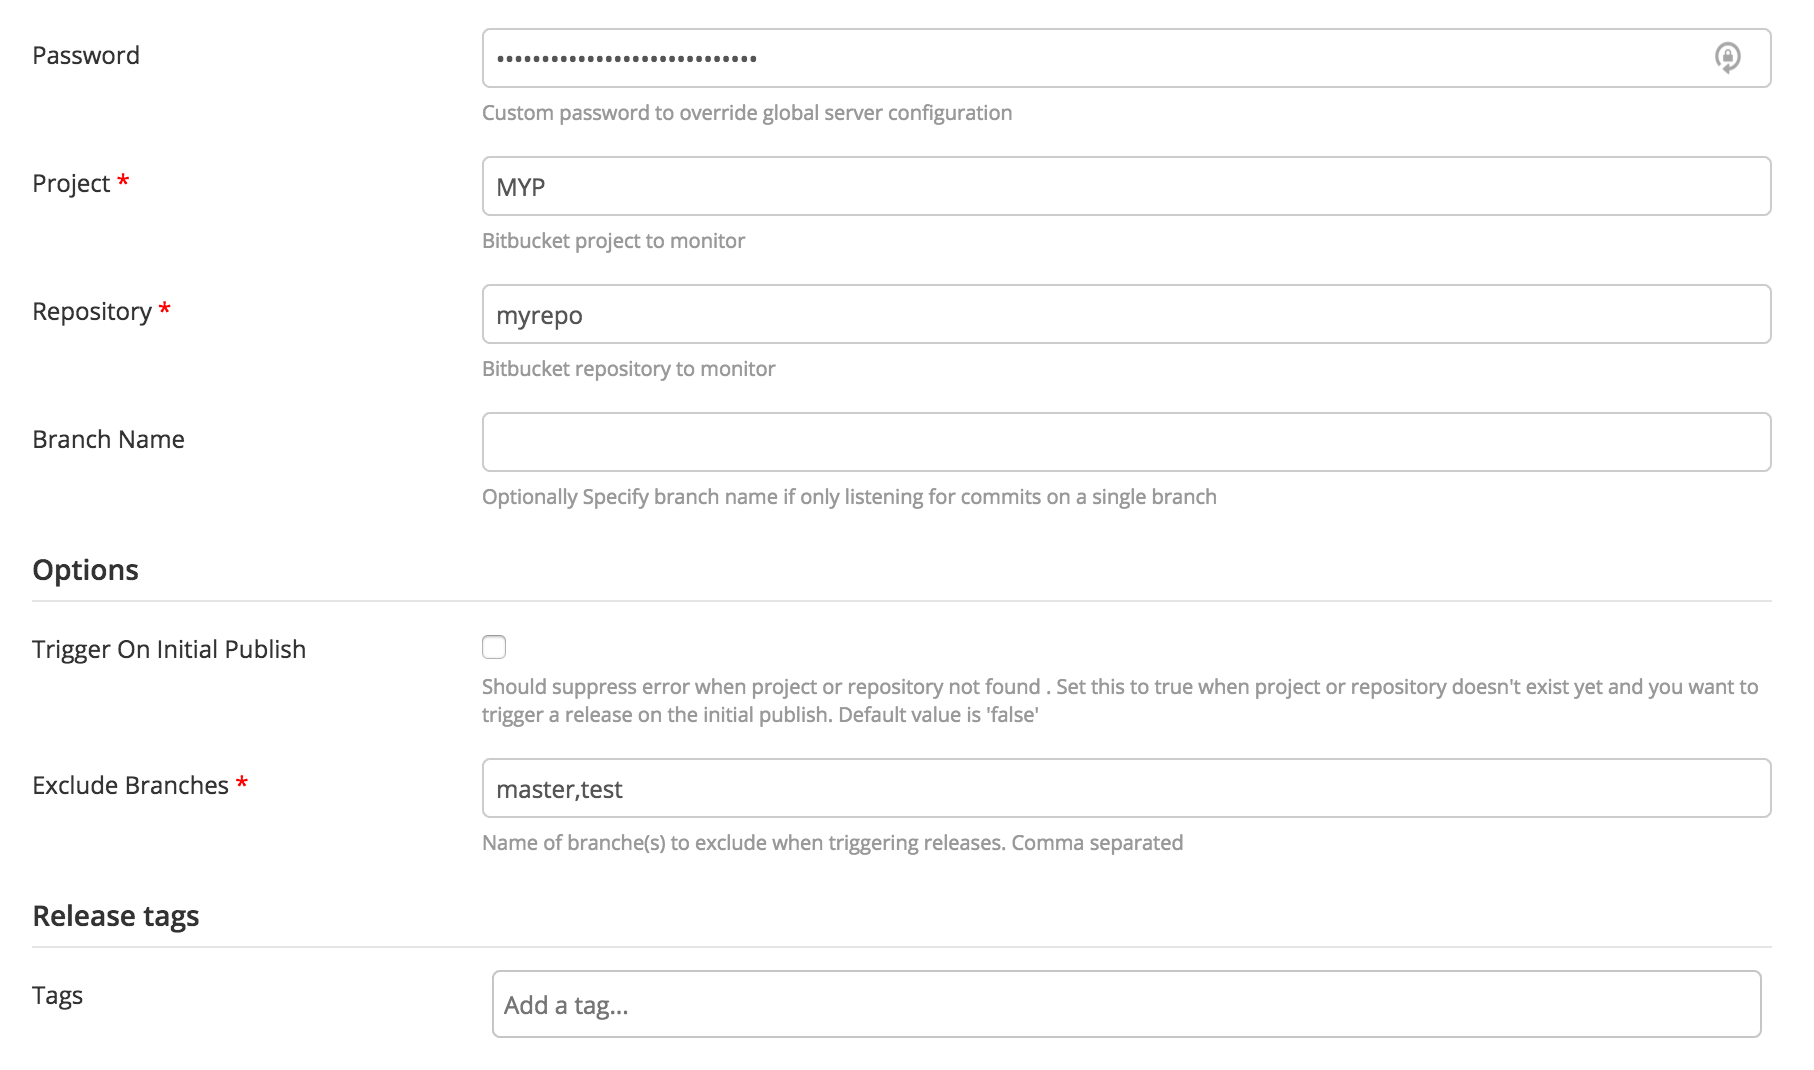 Password
•••••••••••••••••••••••••••••
Custom password to override global server configuration
Project *
MYP
Bitbucket project to monitor
Repository *
myrepo
Bitbucket repository to monitor
Branch Name
Optionally Specify branch name if only listening for commits on a single branch
Options
Trigger On Initial Publish
Should suppress error when project or repository not found . Set this to true when project or repository doesn't exist yet and you want to
trigger a release on the initial publish. Default value is 'false'
Exclude Branches *
master,test
Name of branche(s) to exclude when triggering releases. Comma separated
Release tags
Tags
Add a tag...